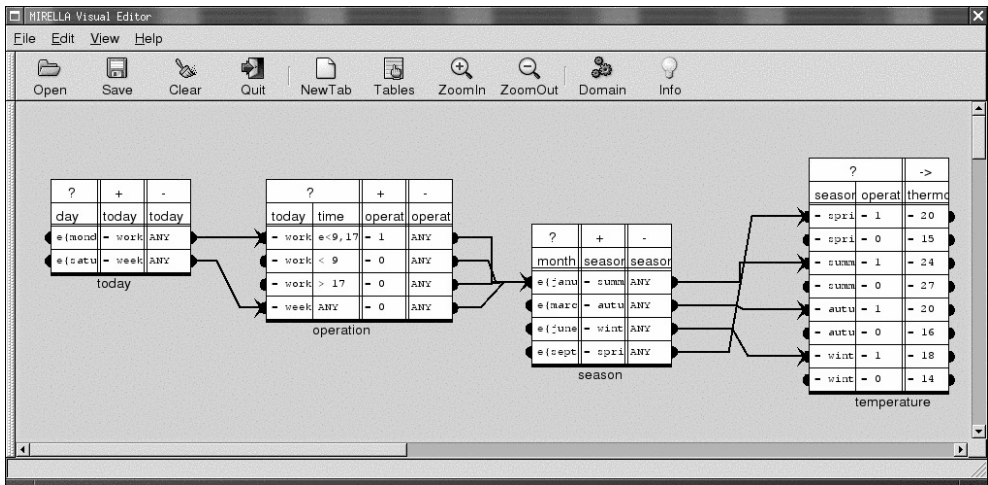 MIRELLA Visual Editor
File Edit View Help
Open Save Clear Quit NewTab Tables ZoomIn ZoomOut Domain Info
? + -
day today today
e{mond = work ANY
e{satu = week ANY
today
? + -
today time operat operat
= work e<9,17 = 1 ANY
= work < 9 = 0 ANY
= work > 17 = 0 ANY
= week ANY = 0 ANY
operation
? + -
month season season
e{janu = summ ANY
e{marc = autu ANY
e{june = wint ANY
e{sept = spri ANY
season
? ->
season operat thermo
= spri = 1 = 20
= spri = 0 = 15
= summ = 1 = 24
= summ = 0 = 27
= autu = 1 = 20
= autu = 0 = 16
= wint = 1 = 18
= wint = 0 = 14
temperature